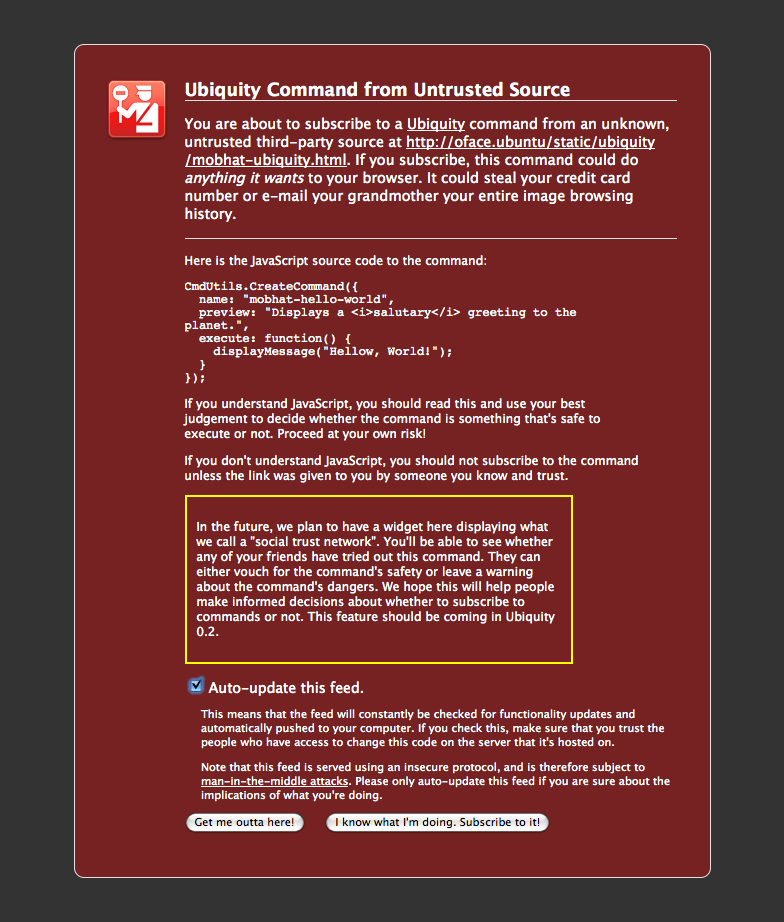 Ubiquity Command from Untrusted Source
You are about to subscribe to a Ubiquity command from an unknown,
untrusted third-party source at http://oface.ubuntu/static/ubiquity
/mobhat-ubiquity.html. If you subscribe, this command could do
anything it wants to your browser. It could steal your credit card
number or e-mail your grandmother your entire image browsing
history.
Here is the JavaScript source code to the command:
CmdUtils.CreateCommand({
  name: "mobhat-hello-world",
  preview: "Displays a <i>salutary</i> greeting to the
planet.",
  execute: function() {
    displayMessage("Hellow, World!");
  }
});
If you understand JavaScript, you should read this and use your best
judgement to decide whether the command is something that's safe to
execute or not. Proceed at your own risk!
If you don't understand JavaScript, you should not subscribe to the command
unless the link was given to you by someone you know and trust.
In the future, we plan to have a widget here displaying what
we call a "social trust network". You'll be able to see whether
any of your friends have tried out this command. They can
either vouch for the command's safety or leave a warning
about the command's dangers. We hope this will help people
make informed decisions about whether to subscribe to
commands or not. This feature should be coming in Ubiquity
0.2.
Auto-update this feed.
This means that the feed will constantly be checked for functionality updates and
automatically pushed to your computer. If you check this, make sure that you trust the
people who have access to change this code on the server that it's hosted on.
Note that this feed is served using an insecure protocol, and is therefore subject to
man-in-the-middle attacks. Please only auto-update this feed if you are sure about the
implications of what you're doing.
Get me outta here! I know what I'm doing. Subscribe to it!